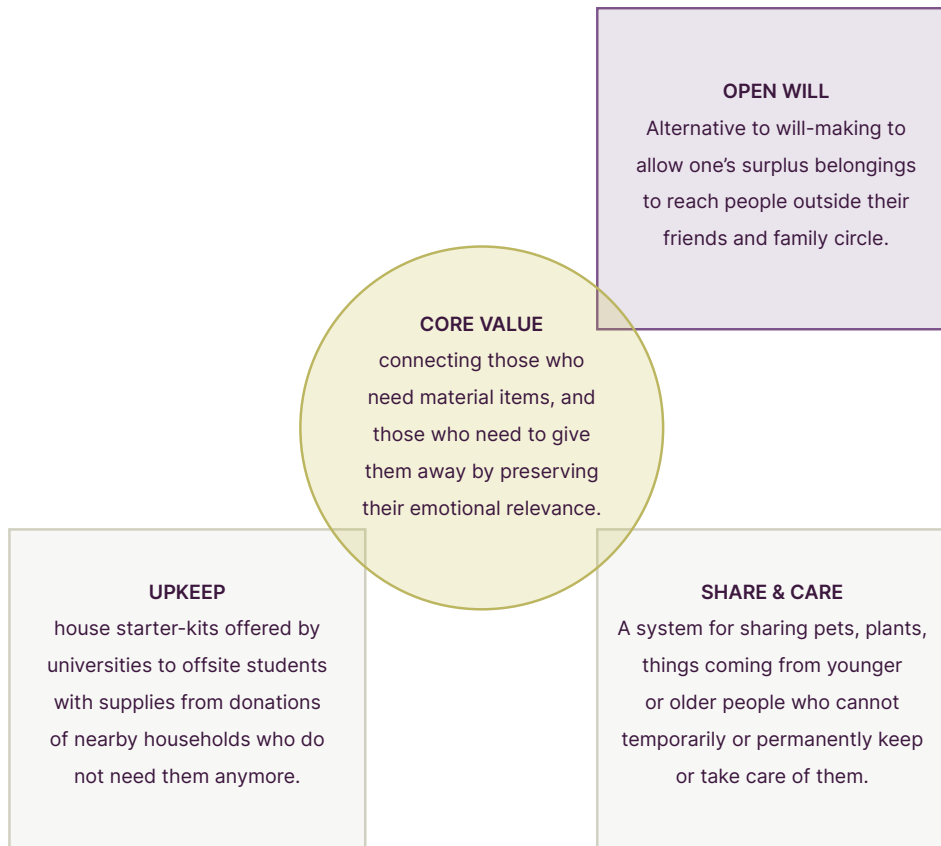 OPEN WILL
Alternative to will-making to
allow one’s surplus belongings
to reach people outside their
friends and family circle.
CORE VALUE
connecting those who
need material items, and
those who need to give
them away by preserving
their emotional relevance.
UPKEEP
house starter-kits offered by
universities to offsite students
with supplies from donations
of nearby households who do
not need them anymore.
SHARE & CARE
A system for sharing pets, plants,
things coming from younger
or older people who cannot
temporarily or permanently keep
or take care of them.